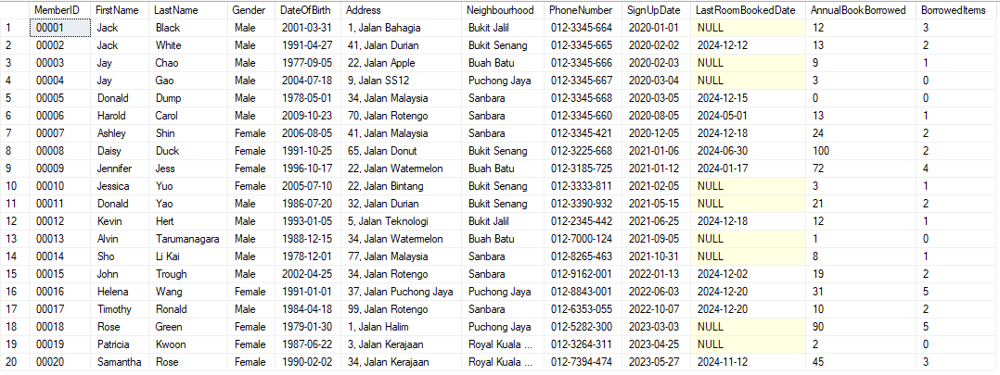 MemberID FirstName LastName Gender DateOfBirth Address Neighbourhood PhoneNumber SignUpDate LastRoomBookedDate AnnualBookBorrowed BorrowedItems
1 00001 Jack Black Male 2001-03-31 1, Jalan Bahagia Bukit Jalil 012-3345-664 2020-01-01 NULL 12 3
2 00002 Jack White Male 1991-04-27 41, Jalan Durian Bukit Senang 012-3345-665 2020-02-02 2024-12-12 13 2
3 00003 Jay Chao Male 1977-09-05 22, Jalan Apple Buah Batu 012-3345-666 2020-02-03 NULL 9 1
4 00004 Jay Gao Male 2004-07-18 9, Jalan SS12 Puchong Jaya 012-3345-667 2020-03-04 NULL 3 0
5 00005 Donald Dump Male 1978-05-01 34, Jalan Malaysia Sanbara 012-3345-668 2020-03-05 2024-12-15 0 0
6 00006 Harold Carol Male 2009-10-23 70, Jalan Rotengo Sanbara 012-3345-660 2020-08-05 2024-05-01 13 1
7 00007 Ashley Shin Female 2006-08-05 41, Jalan Malaysia Sanbara 012-3345-421 2020-12-05 2024-12-18 24 2
8 00008 Daisy Duck Female 1991-10-25 65, Jalan Donut Bukit Senang 012-3225-668 2021-01-06 2024-06-30 100 2
9 00009 Jennifer Jess Female 1996-10-17 22, Jalan Watermelon Buah Batu 012-3185-725 2021-01-12 2024-01-17 72 4
10 00010 Jessica Yuo Female 2005-07-10 22, Jalan Bintang Bukit Senang 012-3333-811 2021-02-05 NULL 3 1
11 00011 Donald Yao Male 1986-07-20 32, Jalan Durian Bukit Senang 012-3390-932 2021-05-15 NULL 21 2
12 00012 Kevin Hert Male 1993-01-05 5, Jalan Teknologi Bukit Jalil 012-2345-442 2021-06-25 2024-12-18 12 1
13 00013 Alvin Tarumanagara Male 1988-12-15 34, Jalan Watermelon Buah Batu 012-7000-124 2021-09-05 NULL 1 0
14 00014 Sho Li Kai Male 1978-12-01 77, Jalan Malaysia Sanbara 012-8265-463 2021-10-31 NULL 8 1
15 00015 John Trough Male 2002-04-25 34, Jalan Rotengo Sanbara 012-9162-001 2022-01-13 2024-12-02 19 2
16 00016 Helena Wang Female 1991-01-01 37, Jalan Puchong Jaya Puchong Jaya 012-8843-001 2022-06-03 2024-12-20 31 5
17 00017 Timothy Ronald Male 1984-04-18 99, Jalan Rotengo Sanbara 012-6353-055 2022-10-07 2024-12-20 10 2
18 00018 Rose Green Female 1979-01-30 1, Jalan Halim Puchong Jaya 012-5282-300 2023-03-03 NULL 90 5
19 00019 Patricia Kwoon Female 1987-06-22 3, Jalan Kerajaan Royal Kuala ... 012-3264-311 2023-04-25 NULL 2 0
20 00020 Samantha Rose Female 1990-02-02 34, Jalan Kerajaan Royal Kuala ... 012-7394-474 2023-05-27 2024-11-12 45 3